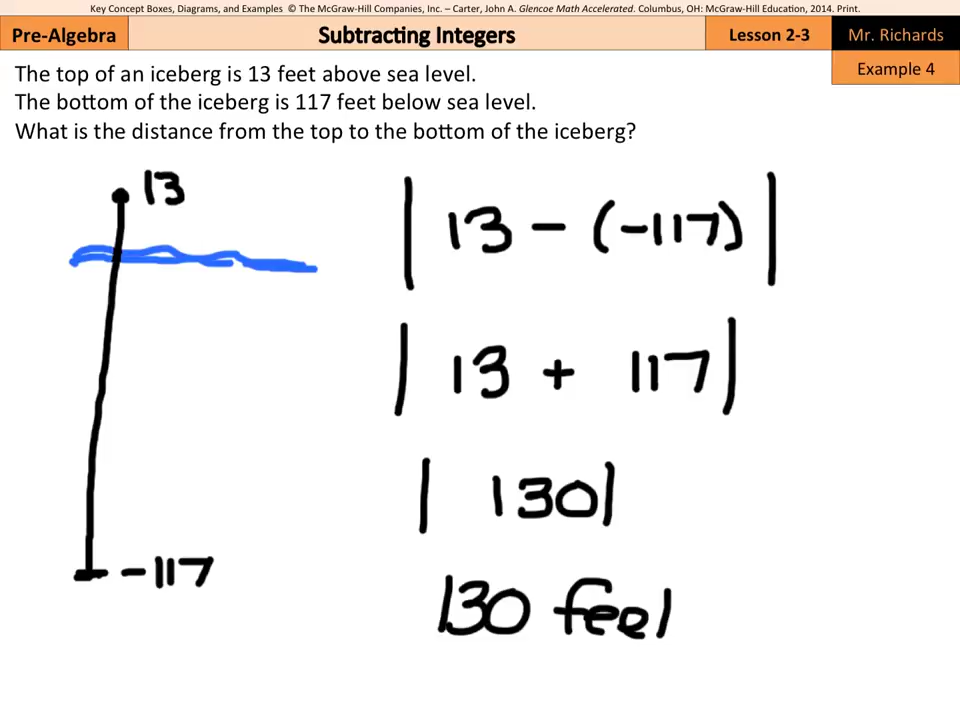 Key Concept Boxes, Diagrams, and Examples © The McGraw-Hill Companies, Inc. – Carter, John A. Glencoe Math Accelerated. Columbus, OH: McGraw-Hill Education, 2014. Print.
Pre-Algebra
Subtracting Integers
Lesson 2-3
Mr. Richards
Example 4
The top of an iceberg is 13 feet above sea level.
The bottom of the iceberg is 117 feet below sea level.
What is the distance from the top to the bottom of the iceberg?
13
-117
| 13 - (-117) |
| 13 + 117 |
| 130 |
130 feel